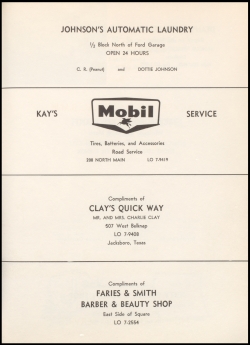 JOHNSON'S AUTOMATIC LAUNDRY
½ Block North of Ford Garage
OPEN 24 HOURS
C. E. (Peanut) and DOTTIE JOHNSON
KAY'S Mobil SERVICE
Tires, Batteries, and Accessories
Road Service
200 NORTH MAIN LO 7-9419
Compliments of
CLAY'S QUICK WAY
MR. AND MRS. CHARLIE CLAY
507 West Belknap
LO 7-9408
Jacksboro, Texas
Compliments of
FARIES & SMITH
BARBER & BEAUTY SHOP
East Side of Square
LO 7-2554